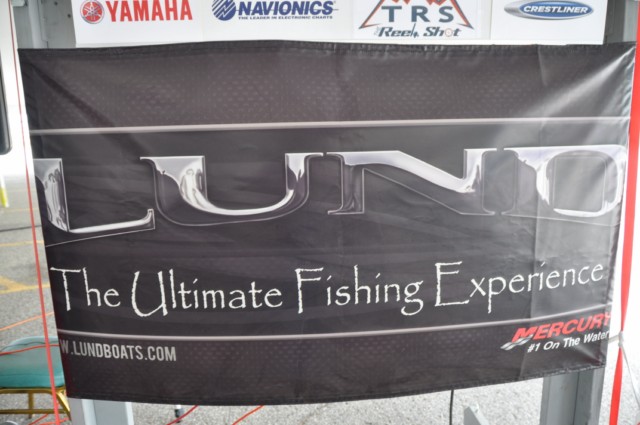 YAMAHA
NAVIONICS
THE LEADER IN ELECTRONIC CHARTS
TRS
Reel Shot
CRESTLINER
LUND
The Ultimate Fishing Experience
W.LUNDBOATS.COM
MERCURY
#1 On The Water